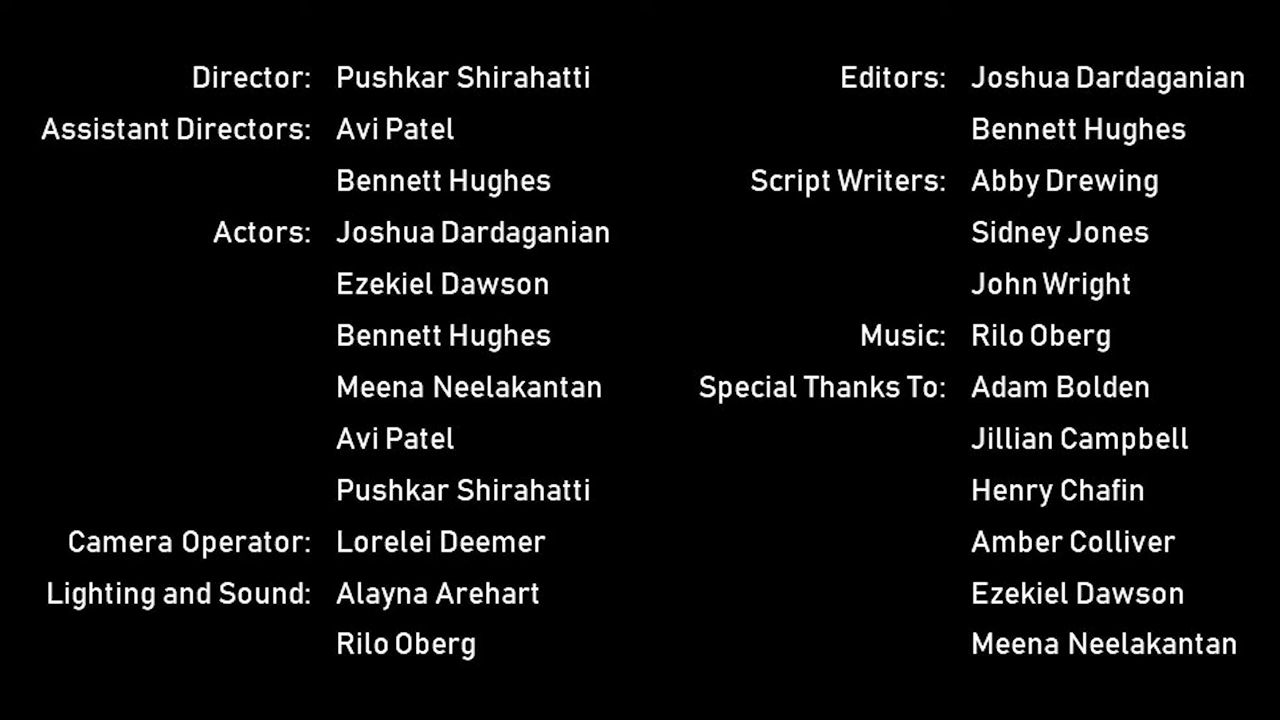 Director: Pushkar Shirahatti
Assistant Directors: Avi Patel
Bennett Hughes
Actors: Joshua Dardaganian
Ezekiel Dawson
Bennett Hughes
Meena Neelakantan
Avi Patel
Pushkar Shirahatti
Camera Operator: Lorelei Deemer
Lighting and Sound: Alayna Arehart
Rilo Oberg
Editors: Joshua Dardaganian
Bennett Hughes
Script Writers: Abby Drewing
Sidney Jones
John Wright
Music: Rilo Oberg
Special Thanks To: Adam Bolden
Jillian Campbell
Henry Chafin
Amber Colliver
Ezekiel Dawson
Meena Neelakantan